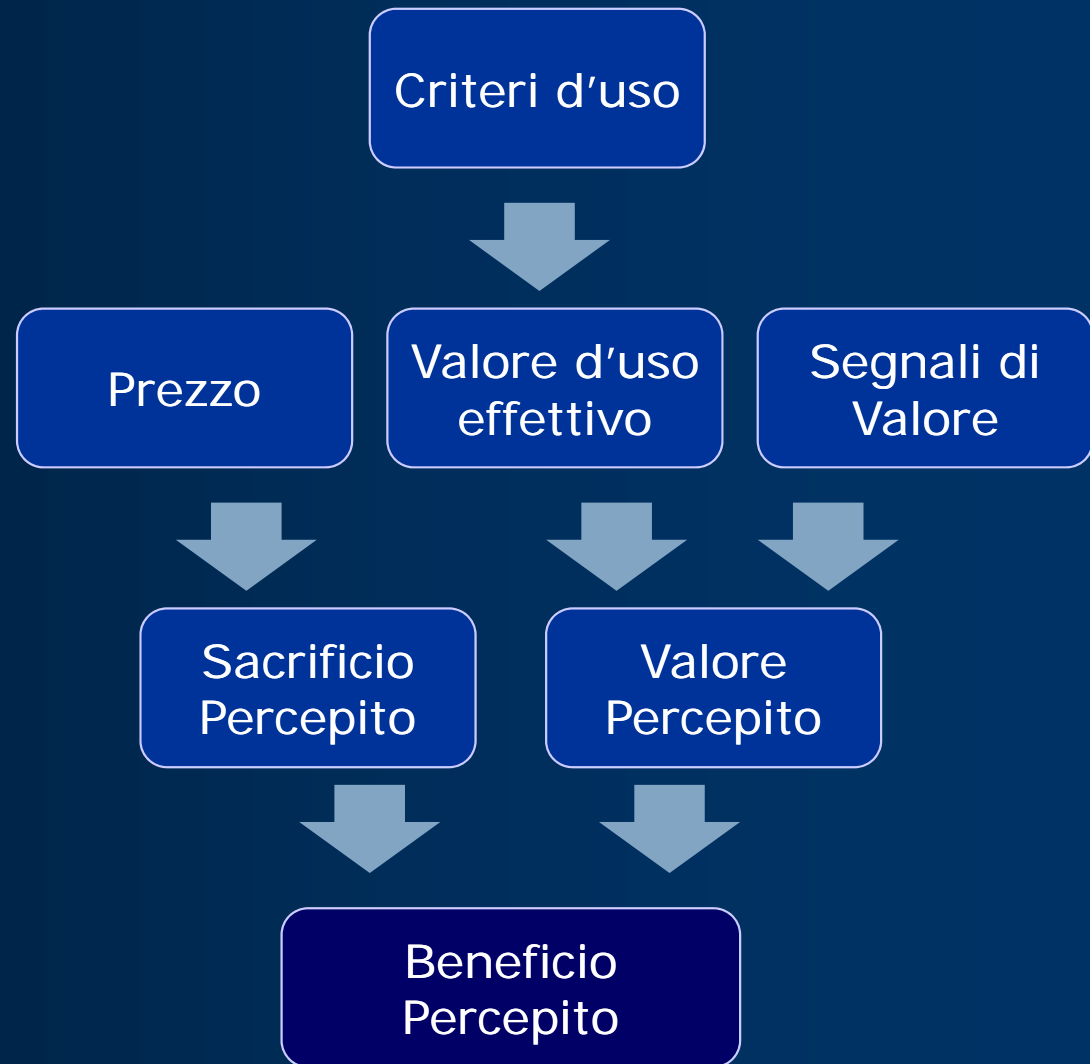 Criteri d'uso
Prezzo
Valore d'uso
effettivo
Segnali di
Valore
Sacrificio
Percepito
Valore
Percepito
Beneficio
Percepito